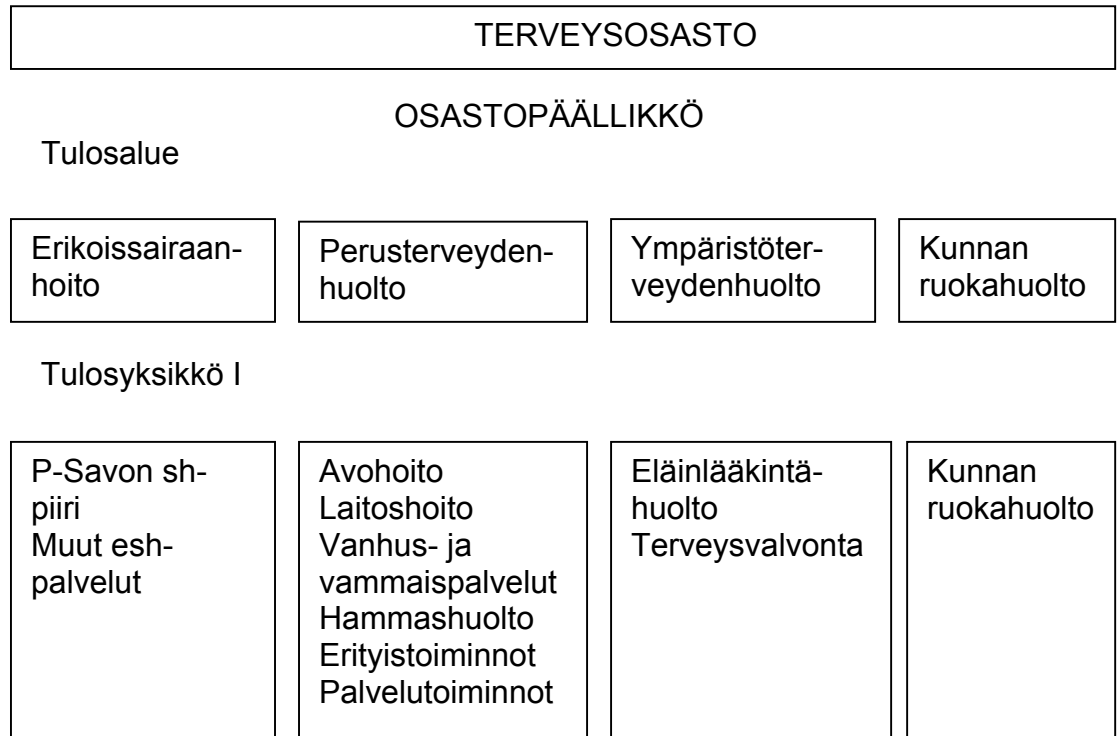 TERVEYSOSASTO
OSASTOPÄÄLLIKKÖ
Tulosalue
Erikoissairaan-
hoito
Perusterveyden-
huolto
Ympäristöter-
veydenhuolto
Kunnan
ruokahuolto
Tulosyksikkö I
P-Savon sh-
piiri
Muut esh-
palvelut
Avohoito
Laitoshoito
Vanhus- ja
vammaispalvelut
Hammashuolto
Erityistoiminnot
Palvelutoiminnot
Eläinlääkintä-
huolto
Terveysvalvonta
Kunnan
ruokahuolto